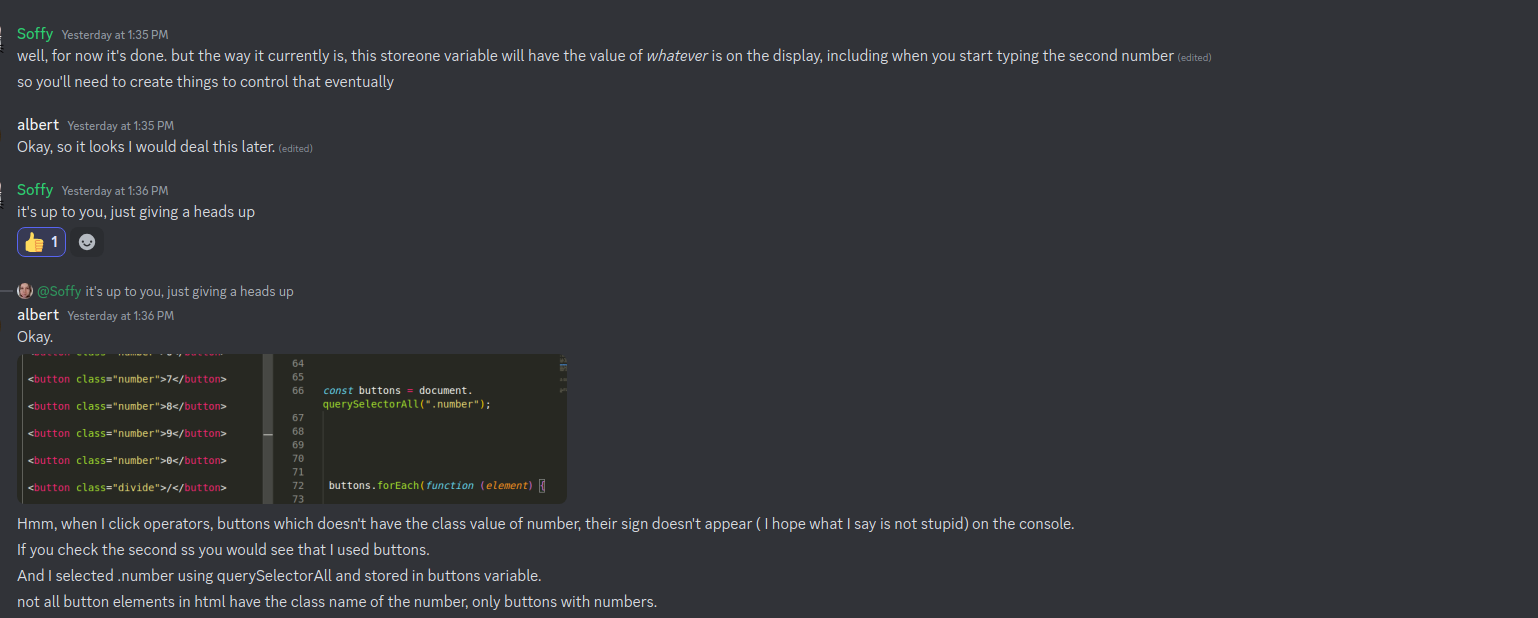 Soffy Yesterday at 1:35 PM
well, for now it's done. but the way it currently is, this storeone variable will have the value of whatever is on the display, including when you start typing the second number (edited)
so you'll need to create things to control that eventually
albert Yesterday at 1:35 PM
Okay, so it looks I would deal this later. (edited)
Soffy Yesterday at 1:36 PM
it's up to you, just giving a heads up
👍 1
@Soffy it's up to you, just giving a heads up
albert Yesterday at 1:36 PM
Okay.
<button class="number">7</button>
<button class="number">8</button>
<button class="number">9</button>
<button class="number">0</button>
<button class="divide">/</button>
64
65
66 const buttons = document.
querySelectorAll(".number");
67
68
69
70
71
72 buttons.forEach(function (element) {
73
Hmm, when I click operators, buttons which doesn't have the class value of number, their sign doesn't appear ( I hope what I say is not stupid) on the console.
If you check the second ss you would see that I used buttons.
And I selected .number using querySelectorAll and stored in buttons variable.
not all button elements in html have the class name of the number, only buttons with numbers.